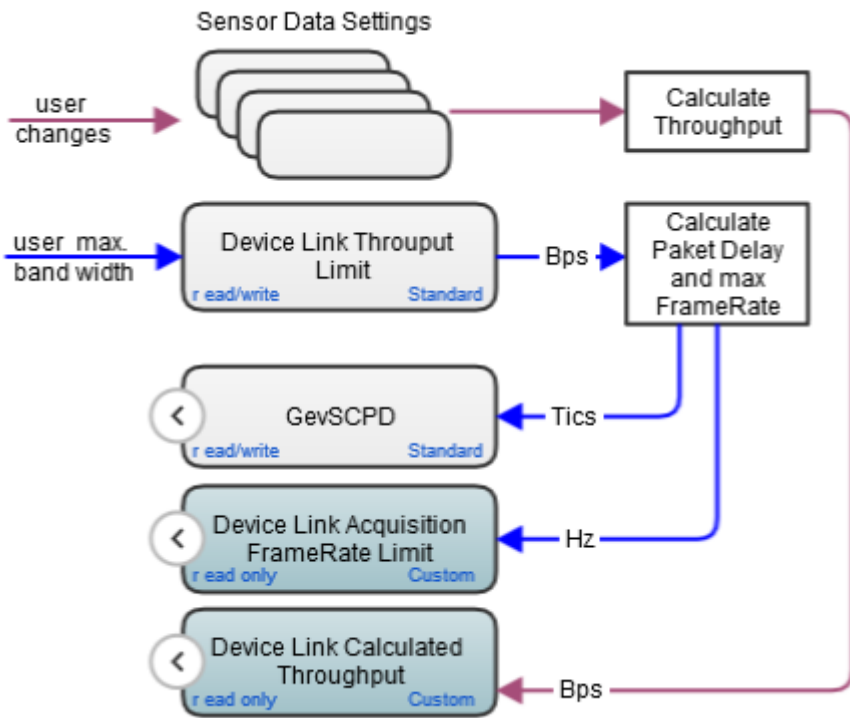 Sensor Data Settings
user
changes
Calculate
Throughput
user max.
band width
Device Link Throuput
Limit
r ead/write
Standard
Bps
Calculate
Paket Delay
and max
FrameRate
GevSCPD
r ead/write
Standard
Tics
Device Link Acquisition
FrameRate Limit
r ead only
Custom
Hz
Device Link Calculated
Throughput
r ead only
Custom
Bps